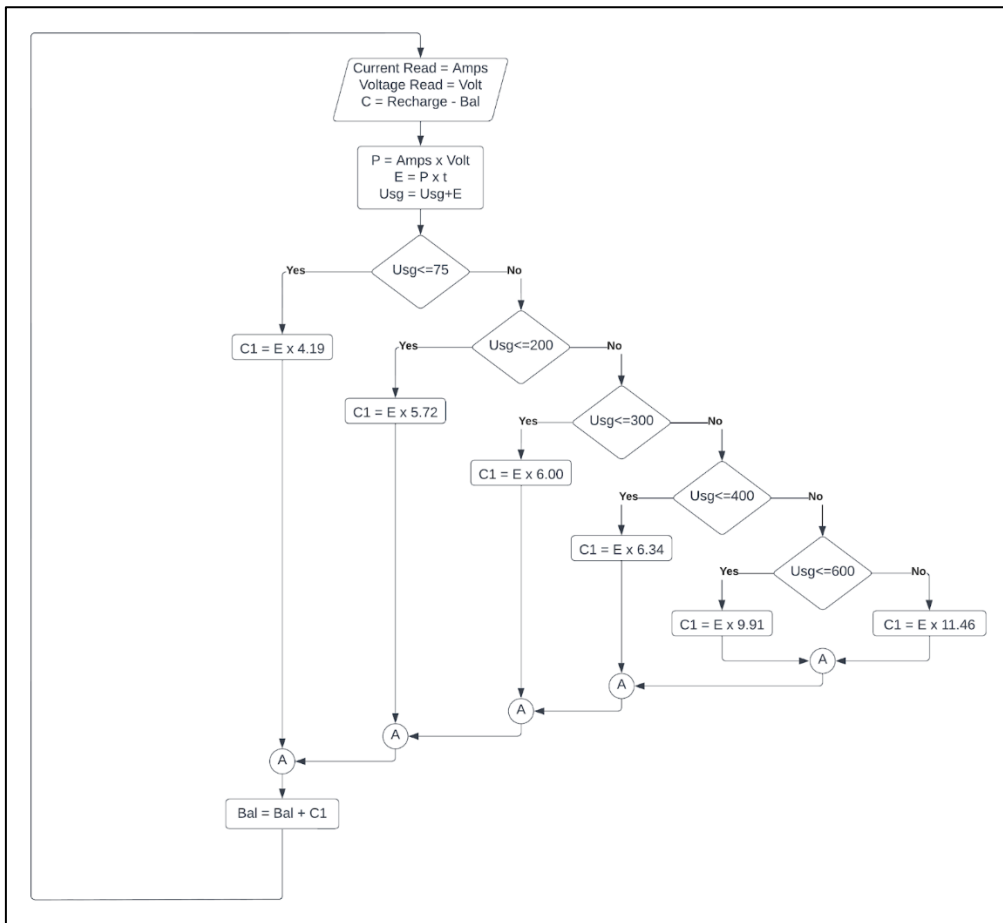 Current Read = Amps
Voltage Read = Volt
C = Recharge - Bal
P = Amps x Volt
E = P x t
Usg = Usg+E
Usg<=75
Yes
No
C1 = E x 4.19
Usg<=200
Yes
No
C1 = E x 5.72
Usg<=300
Yes
No
C1 = E x 6.00
Usg<=400
Yes
No
C1 = E x 6.34
Usg<=600
Yes
No
C1 = E x 9.91
C1 = E x 11.46
A
A
A
A
A
Bal = Bal + C1